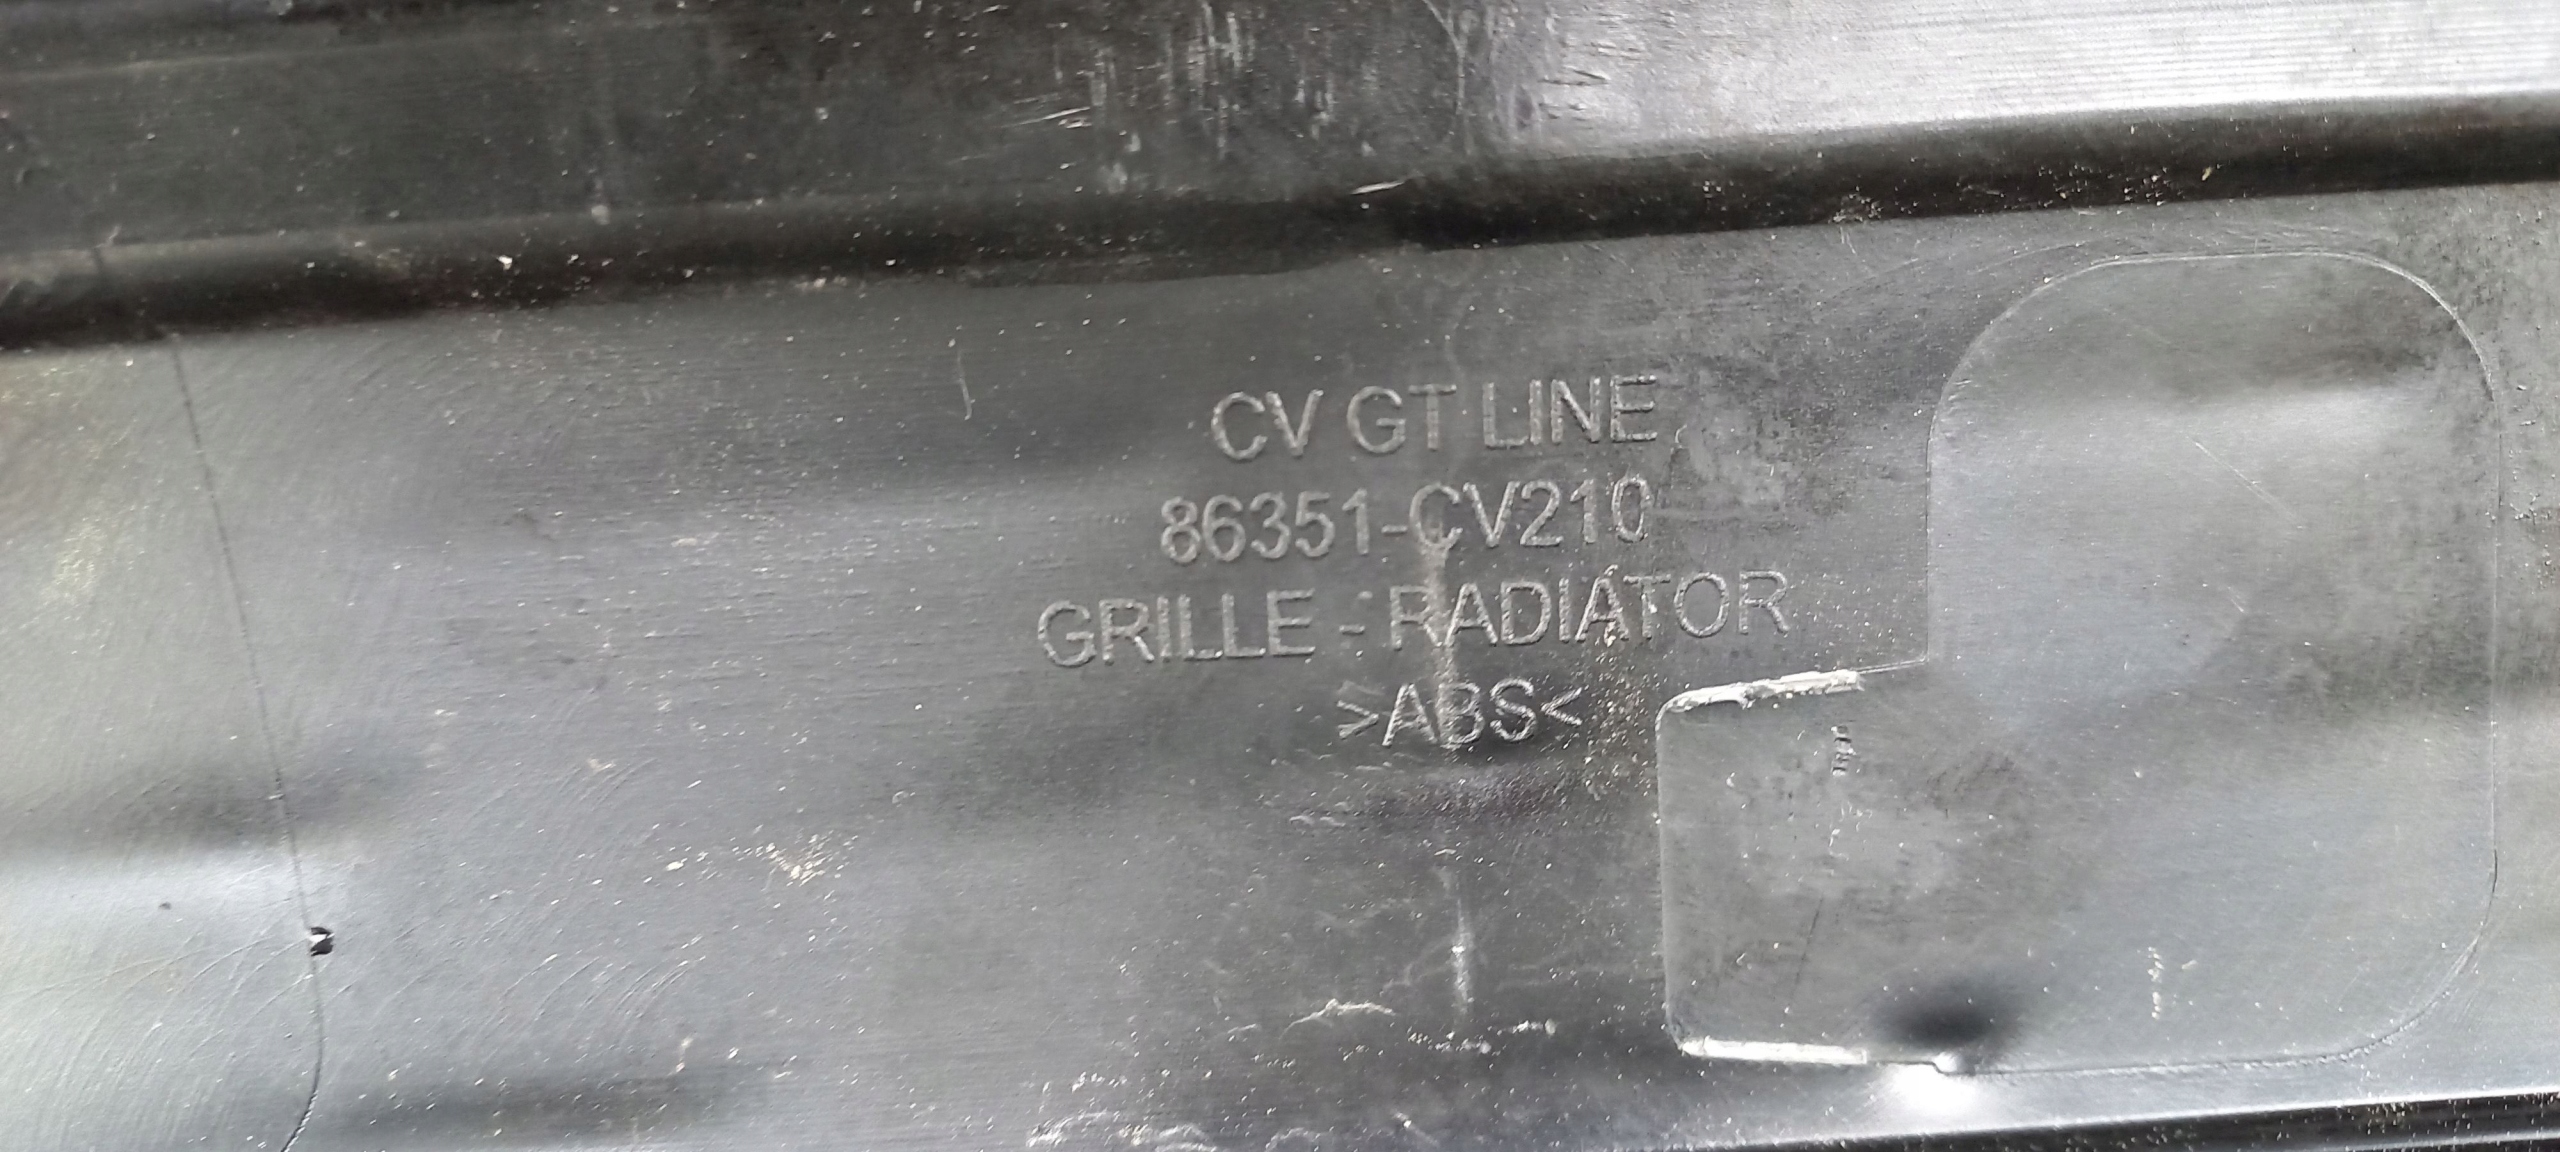 CV GT LINE
86351-CV210
GRILLE - RADIATOR
>ABS<